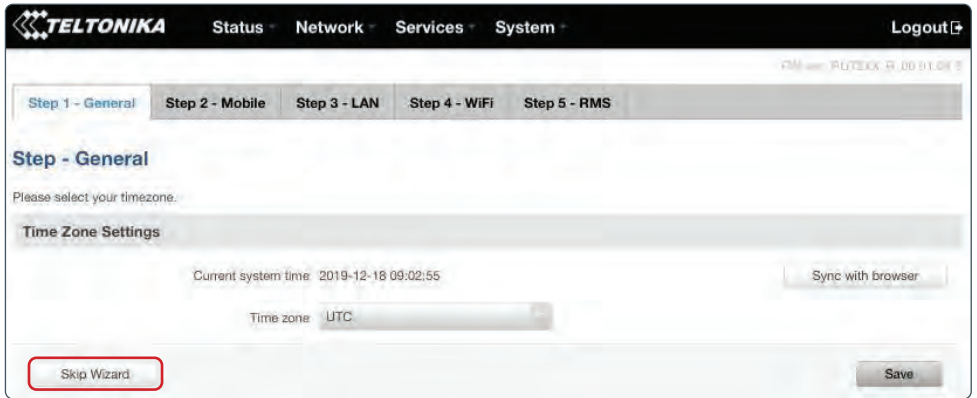 TELTONIKA Status Network Services System Logout
Step 1 - General Step 2 - Mobile Step 3 - LAN Step 4 - WiFi Step 5 - RMS
Step - General
Please select your timezone.
Time Zone Settings
Current system time 2019-12-18 09:02:55 Sync with browser
Time zone UTC
Skip Wizard Save